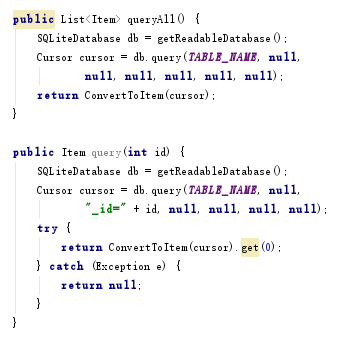 public List<Item> queryAll() {
    SQLiteDatabase db = getReadableDatabase();
    Cursor cursor = db.query(TABLE_NAME, null,
            null, null, null, null, null);
    return ConvertToItem(cursor);
}

public Item query(int id) {
    SQLiteDatabase db = getReadableDatabase();
    Cursor cursor = db.query(TABLE_NAME, null,
            "_id=" + id, null, null, null, null);
    try {
        return ConvertToItem(cursor).get(0);
    } catch (Exception e) {
        return null;
    }
}